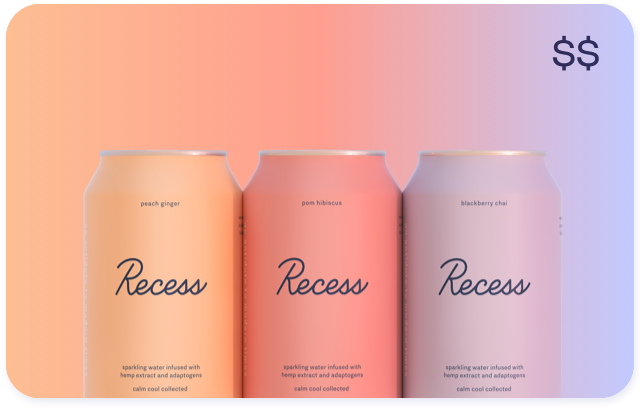 $$
peach ginger
Recess
sparkling water infused with
hemp extract and adaptogens
calm cool collected
pom hibiscus
Recess
sparkling water infused with
hemp extract and adaptogens
calm cool collected
blackberry chai
Recess
sparkling water infused with
hemp extract and adaptogens
calm cool collected